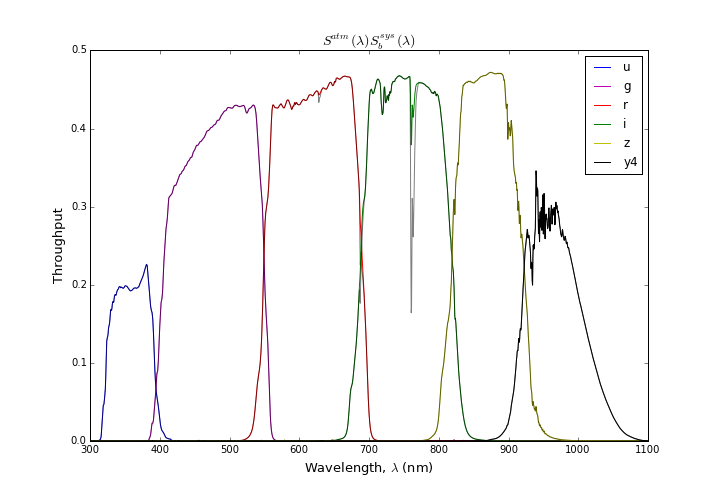 S^{atm}(λ)S_b^{sys}(λ)
0.5
0.4
0.3
0.2
0.1
0.0
Throughput
u
g
r
i
z
y4
300 400 500 600 700 800 900 1000 1100
Wavelength, λ (nm)